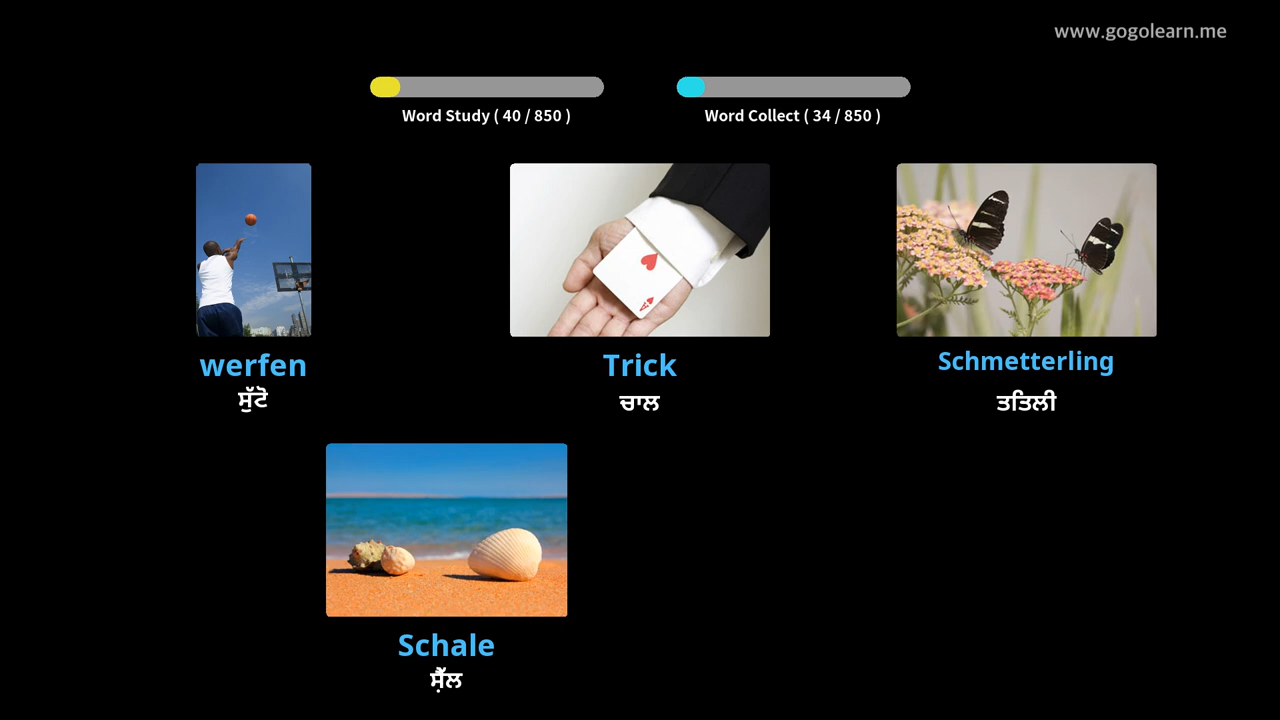 www.gogolearn.me
Word Study ( 40 / 850 )
Word Collect ( 34 / 850 )
werfen
ਸੁੱਟੋ
Trick
ਚਾਲ
Schmetterling
ਤਤਿਲੀ
Schale
ਸ਼ੈੱਲ